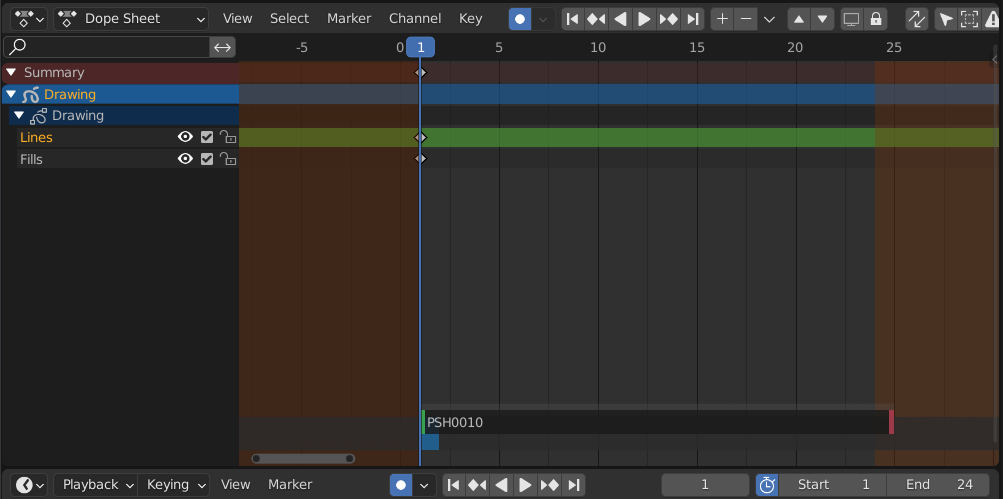 Dope Sheet View Select Marker Channel Key
-5 0 1 5 10 15 20 25
Summary
Drawing
Drawing
Lines
Fills
PSH0010
Playback Keying View Marker 1 Start 1 End 24